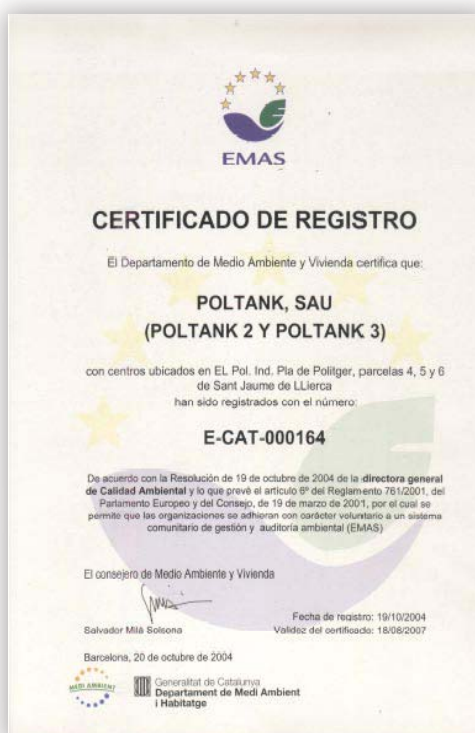 EMAS
CERTIFICADO DE REGISTRO
El Departamento de Medio Ambiente y Vivienda certifica que:
POLTANK, SAU
(POLTANK 2 Y POLTANK 3)
con centros ubicados en EL Pol. Ind. Pla de Politger, parcelas 4, 5 y 6
de Sant Jaume de LLierca
han sido registrados con el número:
E-CAT-000164
De acuerdo con la Resolución de 19 de octubre de 2004 de la directora general
de Calidad Ambiental y lo que prevé el artículo 6º del Reglamento 761/2001, del
Parlamento Europeo y del Consejo, de 19 de marzo de 2001, por el cual se
permite que las organizaciones se adhieran con carácter voluntario a un sistema
comunitario de gestión y auditoría ambiental (EMAS)
El consejero de Medio Ambiente y Vivienda
Salvador Milà Solsona
Fecha de registro: 19/10/2004
Validez del certificado: 18/06/2007
Barcelona, 20 de octubre de 2004
MEDI AMBIENT
Generalitat de Catalunya
Departament de Medi Ambient
i Habitatge